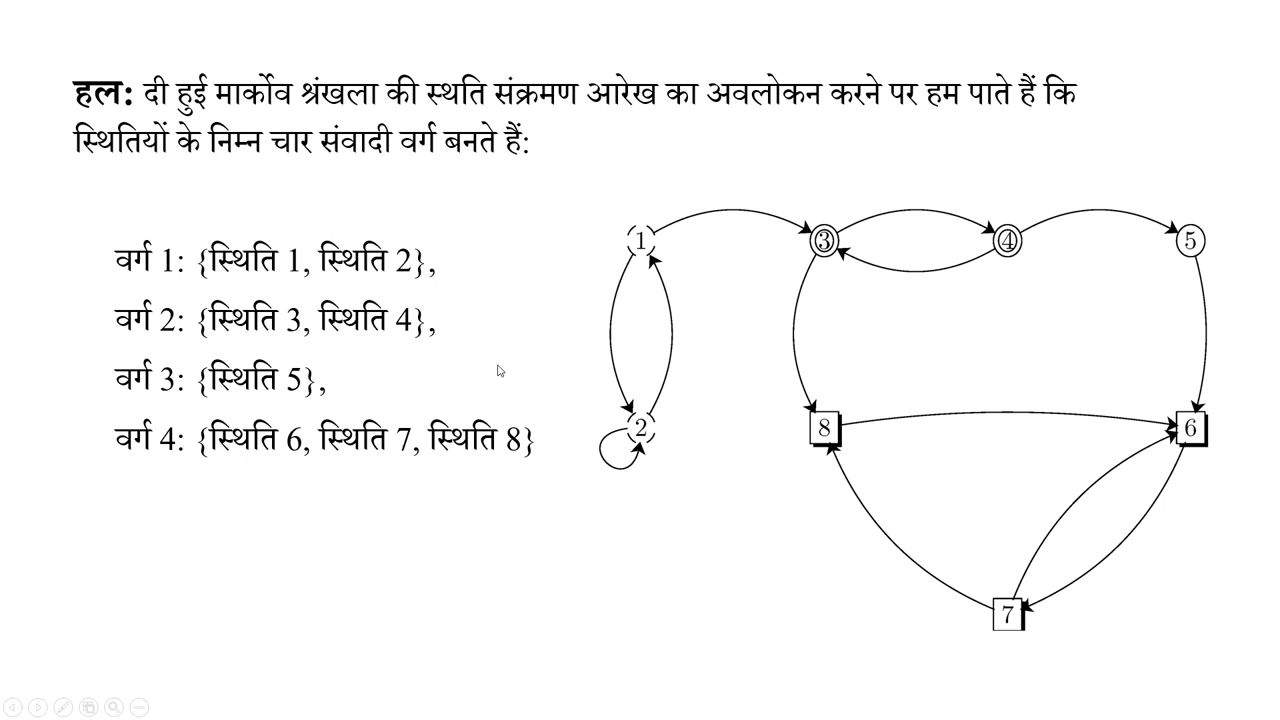 हल: दी हुई मार्कोव श्रंखला की स्थति संक्रमण आरेख का अवलोकन करने पर हम पाते हैं कि
स्थितियों के निम्न चार संवादी वर्ग बनते हैं:
वर्ग 1: {स्थिति 1, स्थिति 2},
वर्ग 2: {स्थिति 3, स्थिति 4},
वर्ग 3: {स्थिति 5},
वर्ग 4: {स्थिति 6, स्थिति 7, स्थिति 8}
1
3
4
5
2
8
6
7